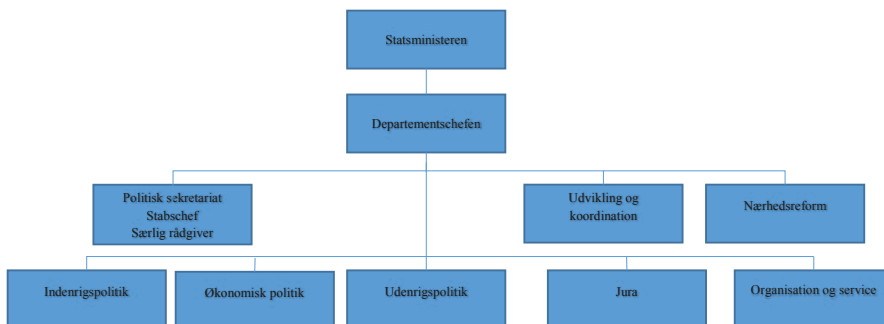 Statsministeren
Departementschefen
Politisk sekretariat
Stabschef
Særlig rådgiver
Udvikling og
koordination
Nærhedsreform
Indenrigspolitik
Økonomisk politik
Udenrigspolitik
Jura
Organisation og service